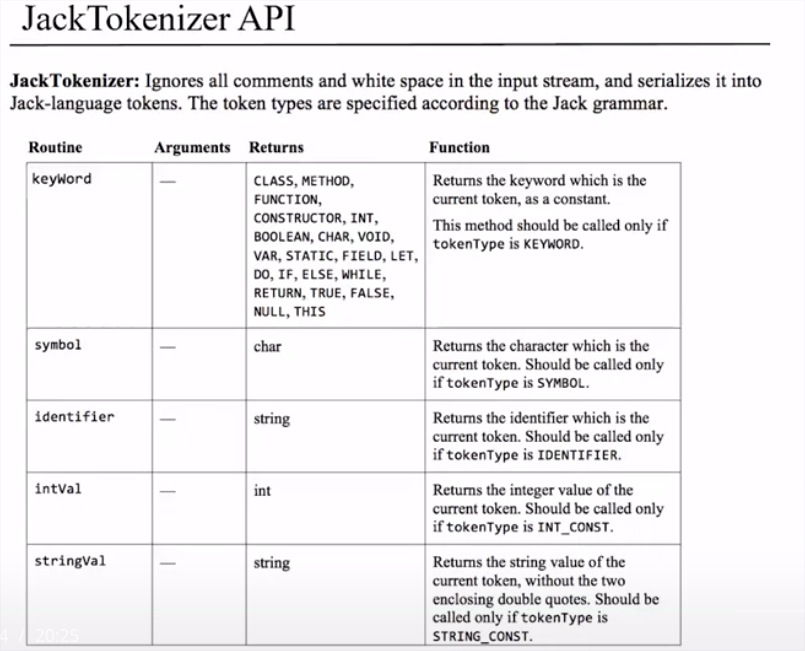 JackTokenizer API
JackTokenizer: Ignores all comments and white space in the input stream, and serializes it into
Jack-language tokens. The token types are specified according to the Jack grammar.
Routine Arguments Returns Function
keyWord — CLASS, METHOD, Returns the keyword which is the
FUNCTION, current token, as a constant.
CONSTRUCTOR, INT,
BOOLEAN, CHAR, VOID, This method should be called only if
VAR, STATIC, FIELD, LET, tokenType is KEYWORD.
DO, IF, ELSE, WHILE,
RETURN, TRUE, FALSE,
NULL, THIS
symbol — char Returns the character which is the
current token. Should be called only
if tokenType is SYMBOL.
identifier — string Returns the identifier which is the
current token. Should be called only
if tokenType is IDENTIFIER.
intVal — int Returns the integer value of the
current token. Should be called only
if tokenType is INT_CONST.
stringVal — string Returns the string value of the
current token, without the two
enclosing double quotes. Should be
called only if tokenType is
STRING_CONST.
4 / 20:25